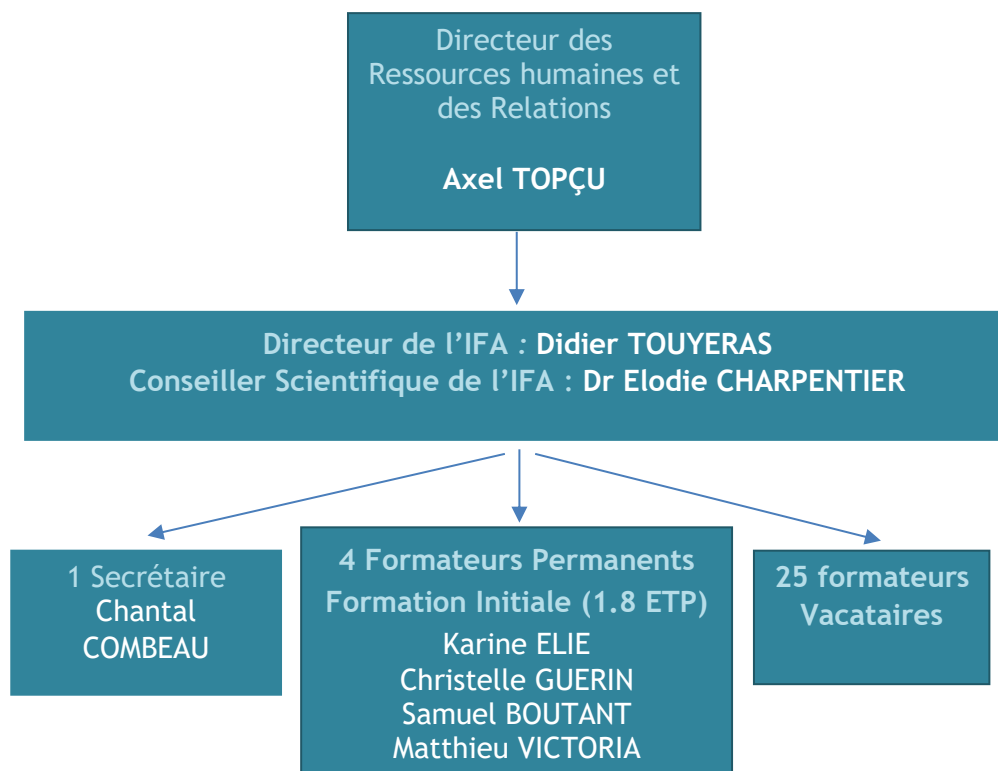 Directeur des
Ressources humaines et
des Relations
Axel TOPÇU
Directeur de l’IFA : Didier TOUYERAS
Conseiller Scientifique de l’IFA : Dr Elodie CHARPENTIER
1 Secrétaire
Chantal
COMBEAU
4 Formateurs Permanents
Formation Initiale (1.8 ETP)
Karine ELIE
Christelle GUERIN
Samuel BOUTANT
Matthieu VICTORIA
25 formateurs
Vacataires